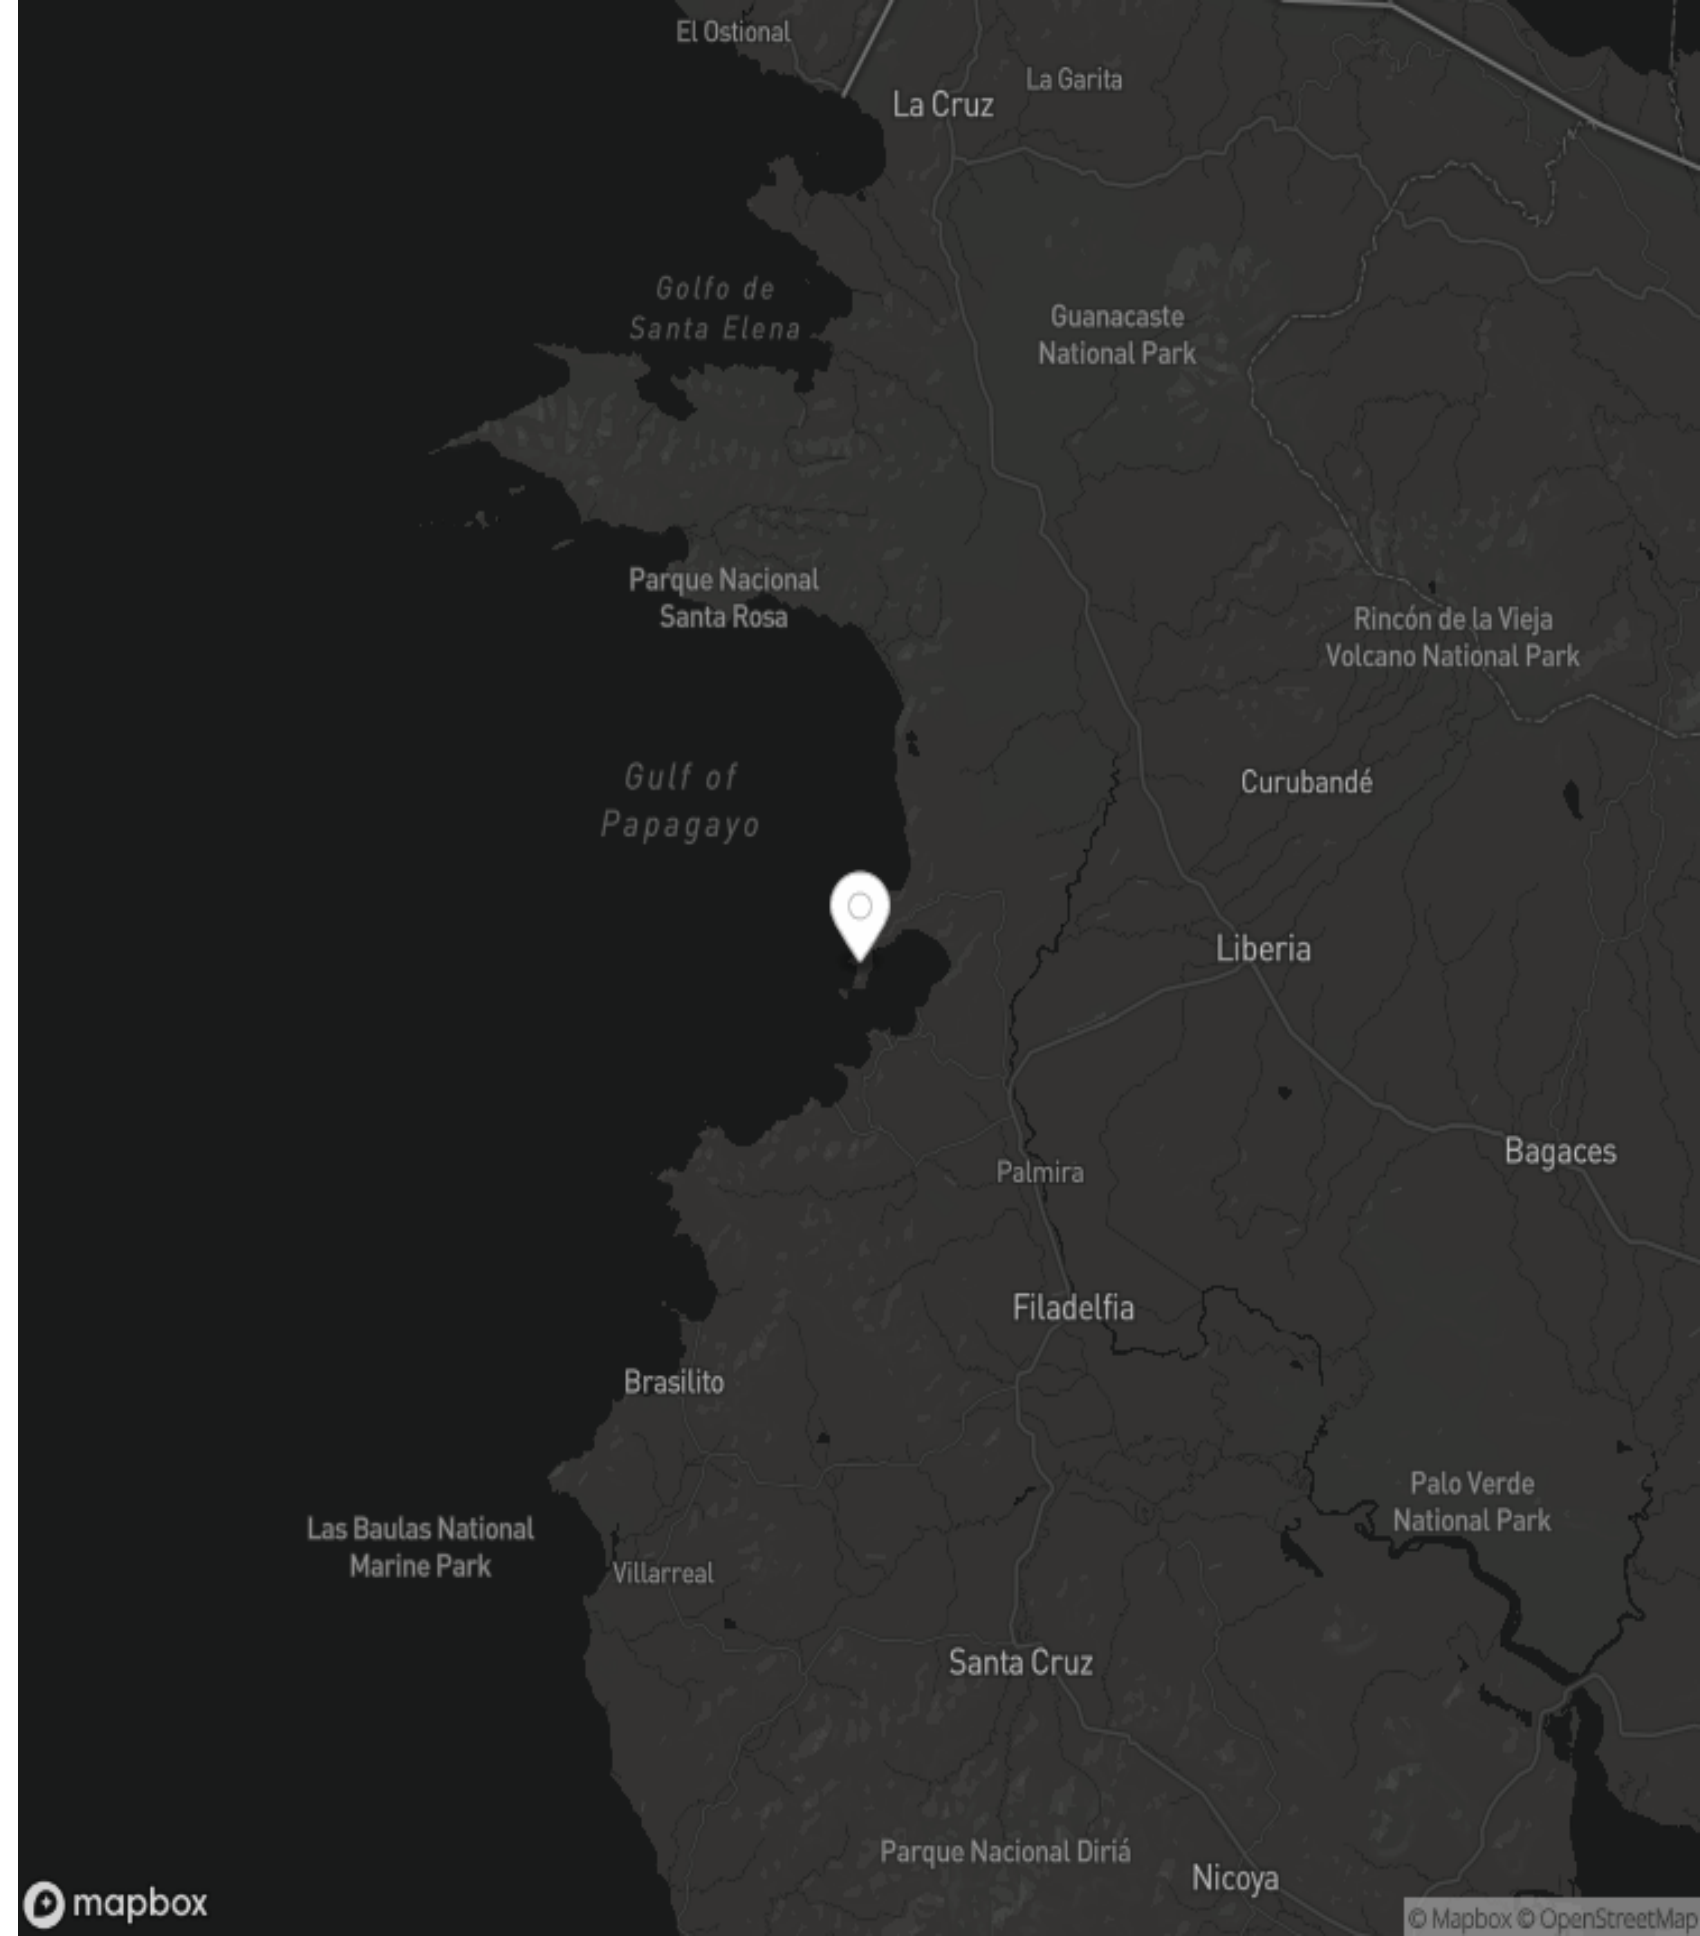 El Ostional
La Garita
La Cruz
Golfo de
Santa Elena
Guanacaste
National Park
Parque Nacional
Santa Rosa
Rincón de la Vieja
Volcano National Park
Gulf of
Papagayo
Curubandé
Liberia
Bagaces
Palmira
Filadelfia
Brasilito
Palo Verde
National Park
Las Baulas National
Marine Park
Villarreal
Santa Cruz
Parque Nacional Diriá
Nicoya
mapbox
© Mapbox © OpenStreetMap